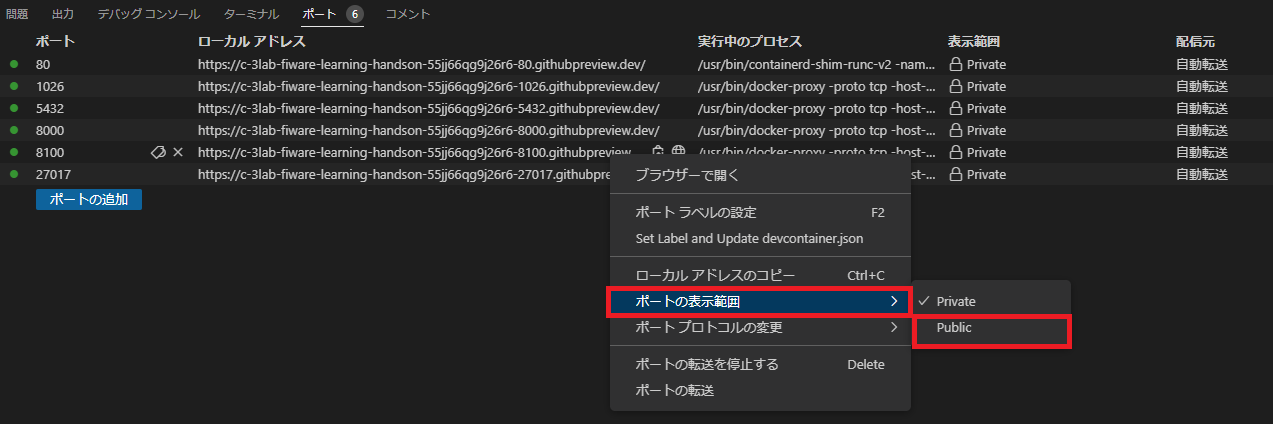 問題 出力 デバッグ コンソール ターミナル ポート 6 コメント
ポート ローカル アドレス 実行中のプロセス 表示範囲 配信元
80 https://c-3lab-fiware-learning-handson-55jj66qg9j26r6-80.githubpreview.dev/ /usr/bin/containerd-shim-runc-v2 -nam... Private 自動転送
1026 https://c-3lab-fiware-learning-handson-55jj66qg9j26r6-1026.githubpreview.dev/ /usr/bin/docker-proxy -proto tcp -host-... Private 自動転送
5432 https://c-3lab-fiware-learning-handson-55jj66qg9j26r6-5432.githubpreview.dev/ /usr/bin/docker-proxy -proto tcp -host-... Private 自動転送
8000 https://c-3lab-fiware-learning-handson-55jj66qg9j26r6-8000.githubpreview.dev/ /usr/bin/docker-proxy -proto tcp -host-... Private 自動転送
8100 https://c-3lab-fiware-learning-handson-55jj66qg9j26r6-8100.githubpreview... /usr/bin/docker-proxy -proto tcp -host-... Private 自動転送
27017 https://c-3lab-fiware-learning-handson-55jj66qg9j26r6-27017.githubp st-... Private 自動転送
ポートの追加
ブラウザーで開く
ポート ラベルの設定 F2
Set Label and Update devcontainer.json
ローカル アドレスのコピー Ctrl+C
ポートの表示範囲 Private
ポート プロトコルの変更 Public
ポートの転送を停止する Delete
ポートの転送